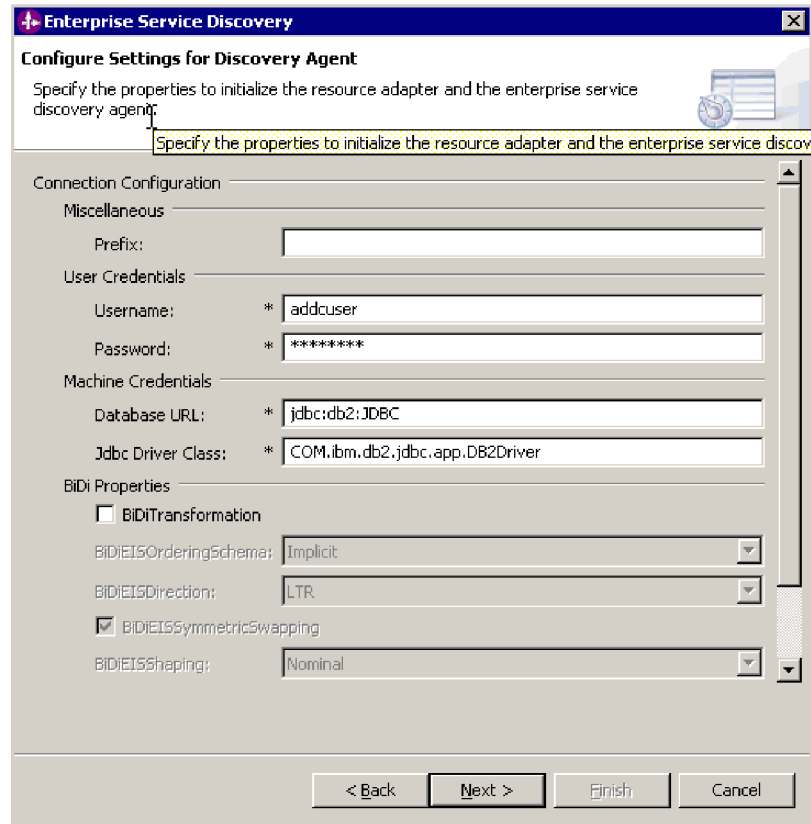 Enterprise Service Discovery
Configure Settings for Discovery Agent
Specify the properties to initialize the resource adapter and the enterprise service
discovery agent.
Specify the properties to initialize the resource adapter and the enterprise service discov
Connection Configuration
Miscellaneous
Prefix:
User Credentials
Username: * addcuser
Password: * ********
Machine Credentials
Database URL: * jdbc:db2:JDBC
Jdbc Driver Class: * COM.ibm.db2.jdbc.app.DB2Driver
BiDi Properties
BiDiTransformation
BiDiEISOrderingSchema: Implicit
BiDiEISDirection: LTR
BiDiEISSymmetricSwapping
BiDiEISShaping: Nominal
< Back Next > Finish Cancel